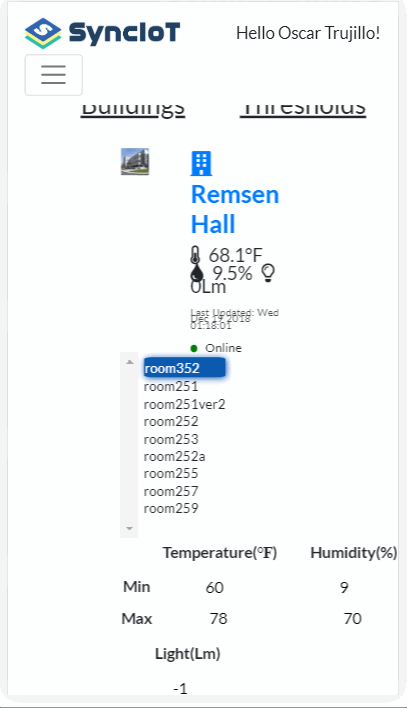 SyncIoT
Hello Oscar Trujillo!
Buildings
Thresholds
Remsen
Hall
68.1°F
9.5%
0Lm
Last Updated: Wed
Dec 19 2018
01:18:01
Online
room352
room251
room251ver2
room252
room253
room252a
room255
room257
room259
Temperature(°F) Humidity(%)
Min 60 9
Max 78 70
Light(Lm)
-1